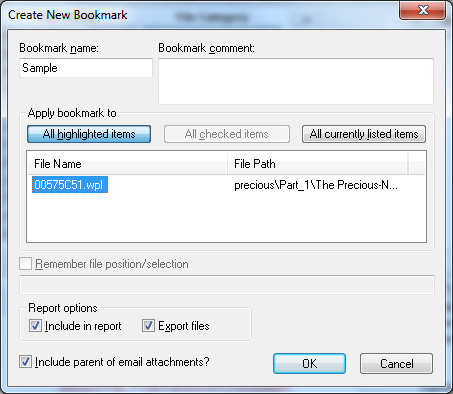 Create New Bookmark
Bookmark name: Bookmark comment:
Sample
Apply bookmark to
All highlighted items All checked items All currently listed items
File Name File Path
00575C51.wpl precious\Part_1\The Precious-N...
Remember file position/selection
Report options
Include in report Export files
Include parent of email attachments?
OK Cancel